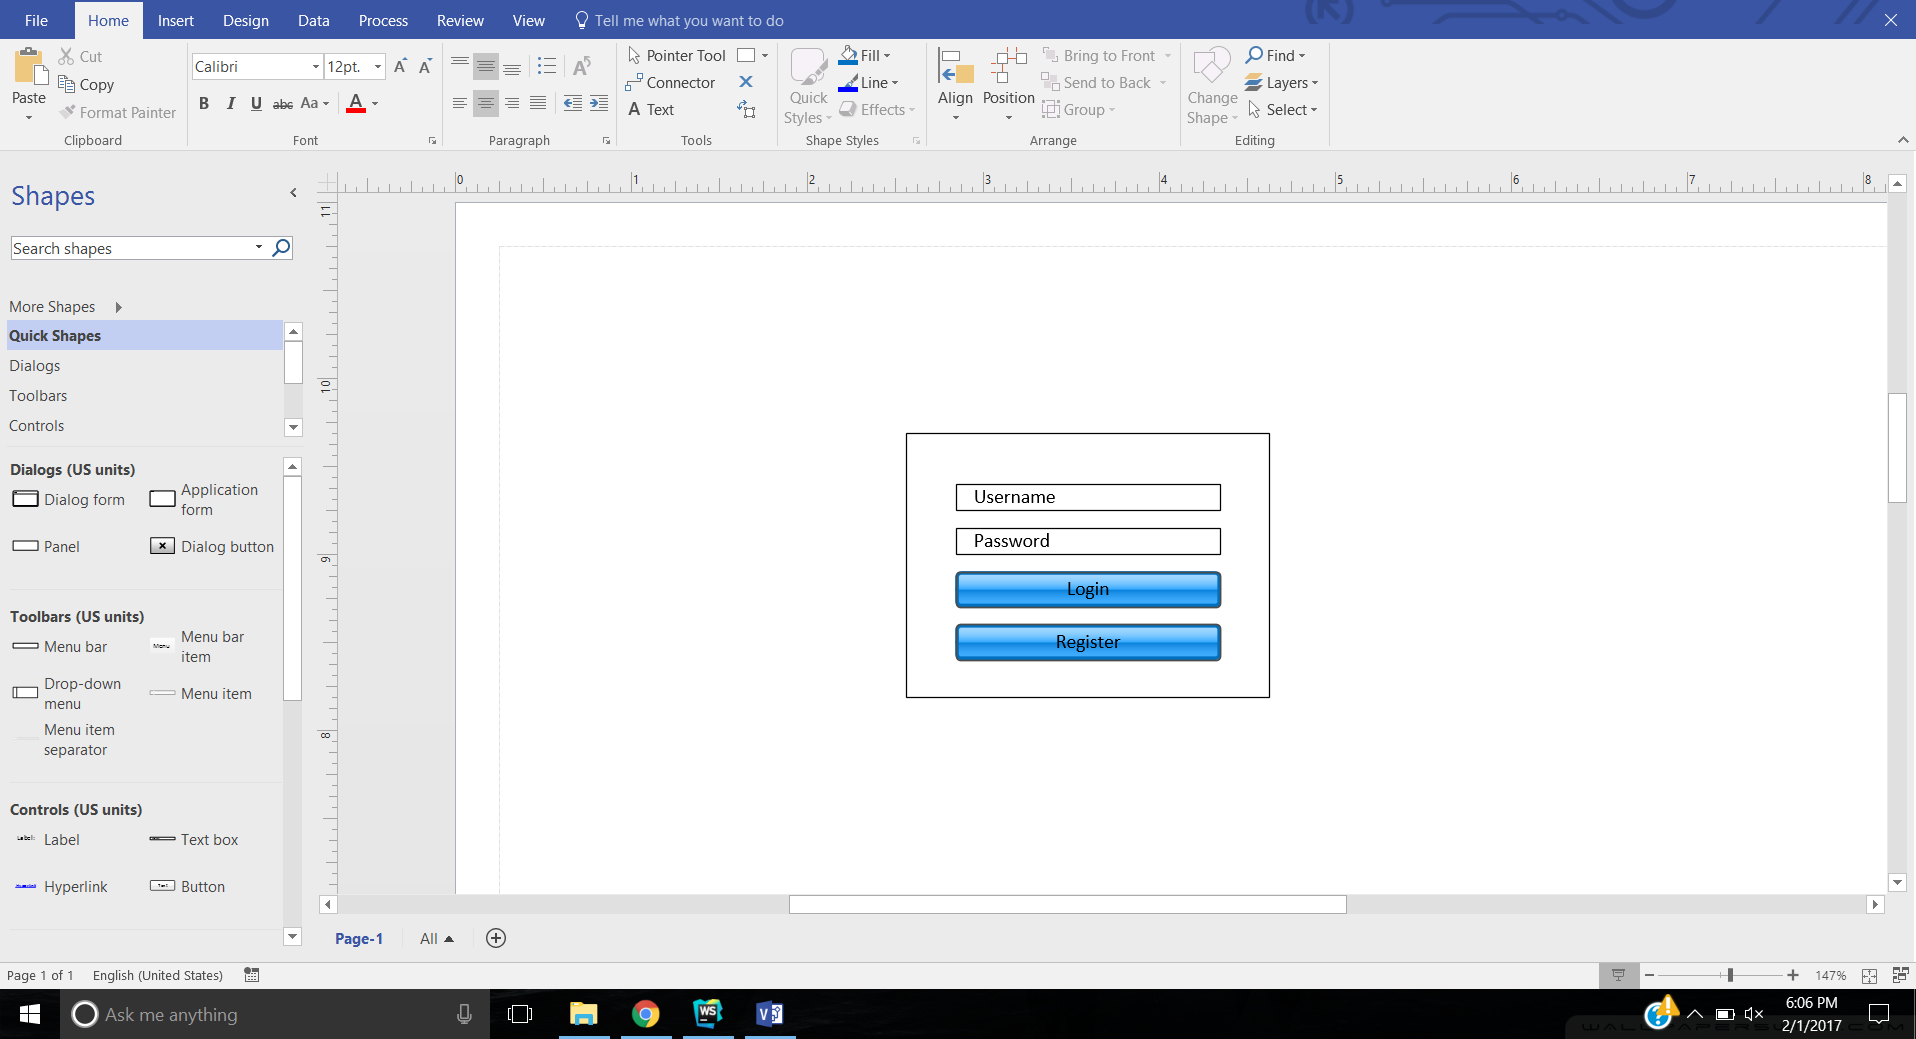 File Home Insert Design Data Process Review View Tell me what you want to do
Paste
Cut
Copy
Format Painter
Clipboard
Calibri 12pt.
B I U abc Aa A
Font
Paragraph
Pointer Tool
Connector
A Text
Tools
Quick
Styles
Fill
Line
Effects
Shape Styles
Align
Position
Bring to Front
Send to Back
Group
Arrange
Change
Shape
Find
Layers
Select
Editing
Shapes
Search shapes
More Shapes
Quick Shapes
Dialogs
Toolbars
Controls
Dialogs (US units)
Dialog form
Application
form
Panel
Dialog button
Toolbars (US units)
Menu bar
Menu
Menu bar
item
Drop-down
menu
Menu item
Menu item
separator
Controls (US units)
Label
Text box
Hyperlink
Text
Button
0 1 2 3 4 5 6 7 8
11
10
9
8
Username
Password
Login
Register
Page-1 All
Page 1 of 1 English (United States)
147%
Ask me anything
WS
6:06 PM
2/1/2017